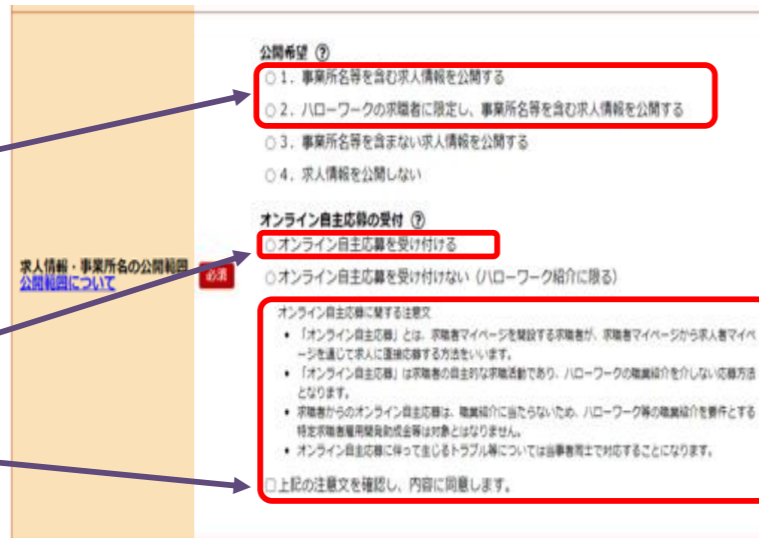 公開希望 ?
○1. 事業所名等を含む求人情報を公開する
○2. ハローワークの求職者に限定し、事業所名等を含む求人情報を公開する
○3. 事業所名等を含まない求人情報を公開する
○4. 求人情報を公開しない
オンライン自主応募の受付 ?
○オンライン自主応募を受け付ける
○オンライン自主応募を受け付けない(ハローワーク紹介に限る)
求人情報・事業所名の公開範囲
公開範囲について
必須
オンライン自主応募に関する注意文
• 「オンライン自主応募」とは、求職者マイページを開設する求職者が、求職者マイページから求人者マイペ
ージを通じて求人に直接応募する方法をいいます。
• 「オンライン自主応募」は求職者の自主的な求職活動であり、ハローワークの職業紹介を介しない応募方法
となります。
• 求職者からのオンライン自主応募は、職業紹介に当たらないため、ハローワーク等の職業紹介を要件とする
特定求職者雇用開発助成金等は対象とはなりません。
• オンライン自主応募に伴って生じるトラブル等については当事者同士で対応することになります。
□上記の注意文を確認し、内容に同意します。